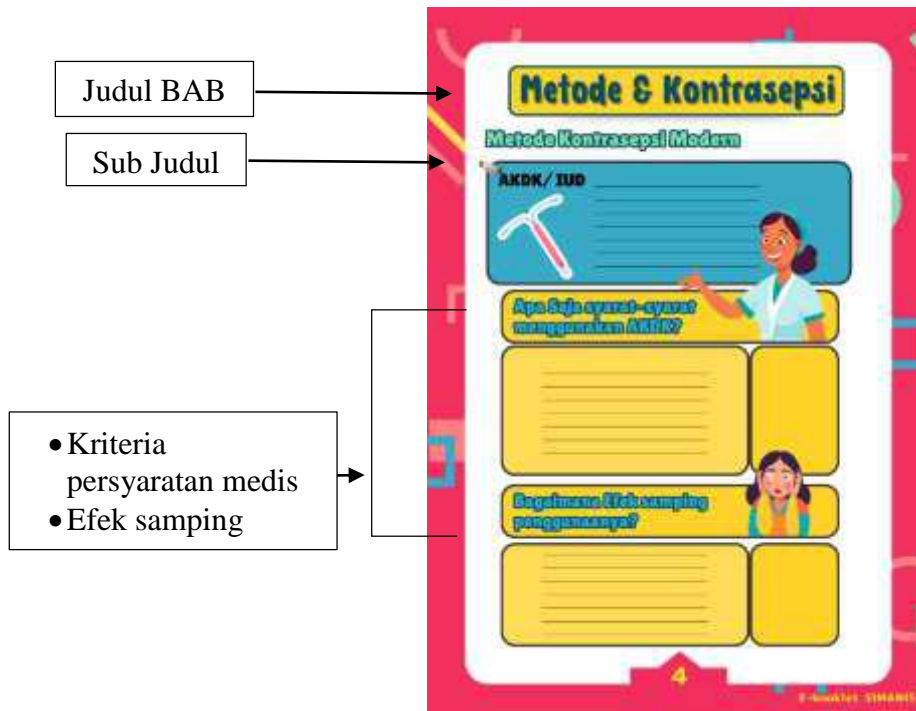 Judul BAB
Sub Judul
• Kriteria
persyaratan medis
• Efek samping
Metode & Kontrasepsi
Metode Kontrasepsi Modern
AKDK/ IUD
Apa Saja syarat-syarat
menggunakan AKDK?
Bagaimana Efek samping
penggunaanya?
4
E-booklet SIMANIS